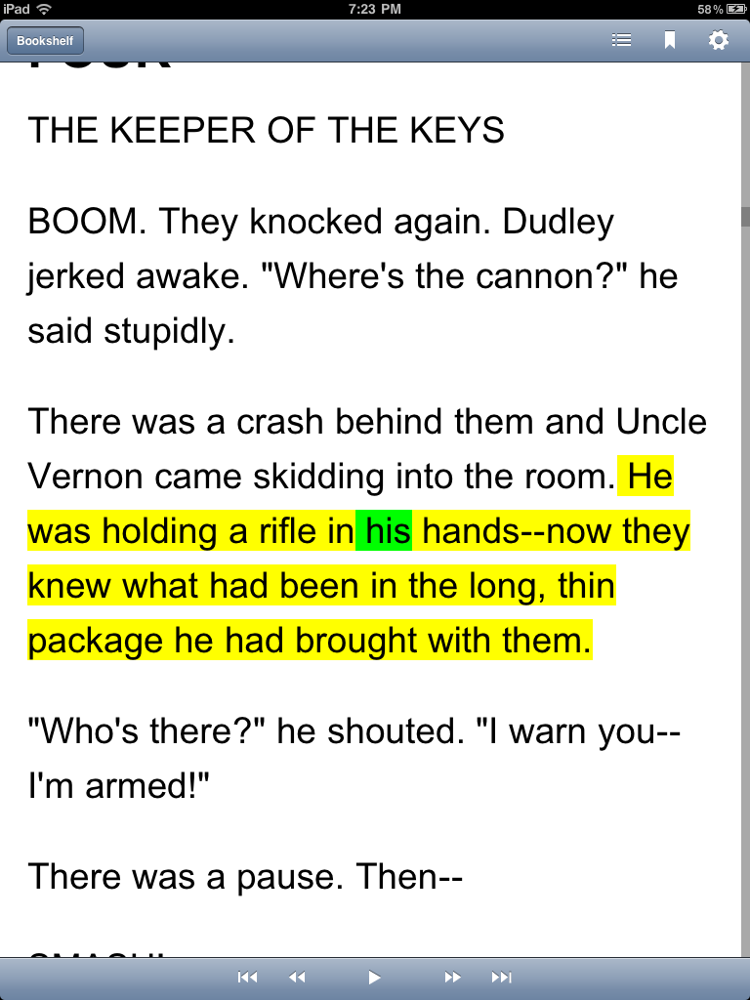 iPad 7:23 PM 58%
Bookshelf
FOUR
THE KEEPER OF THE KEYS
BOOM. They knocked again. Dudley
jerked awake. "Where's the cannon?" he
said stupidly.
There was a crash behind them and Uncle
Vernon came skidding into the room. He
was holding a rifle in his hands--now they
knew what had been in the long, thin
package he had brought with them.
"Who's there?" he shouted. "I warn you--
I'm armed!"
There was a pause. Then--
SMASH!